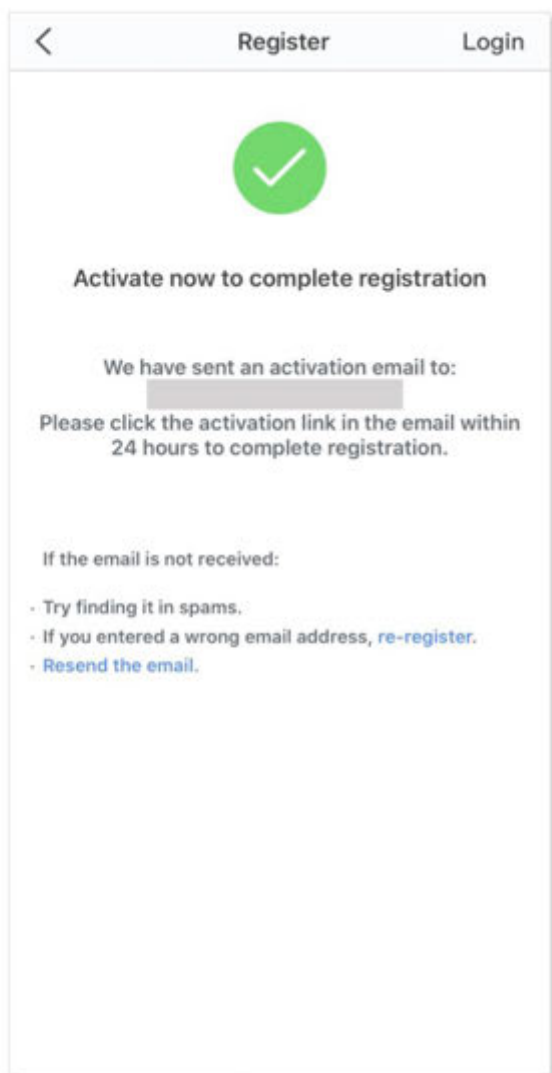 Register Login
Activate now to complete registration
We have sent an activation email to:
Please click the activation link in the email within
24 hours to complete registration.
If the email is not received:
· Try finding it in spams.
· If you entered a wrong email address, re-register.
· Resend the email.